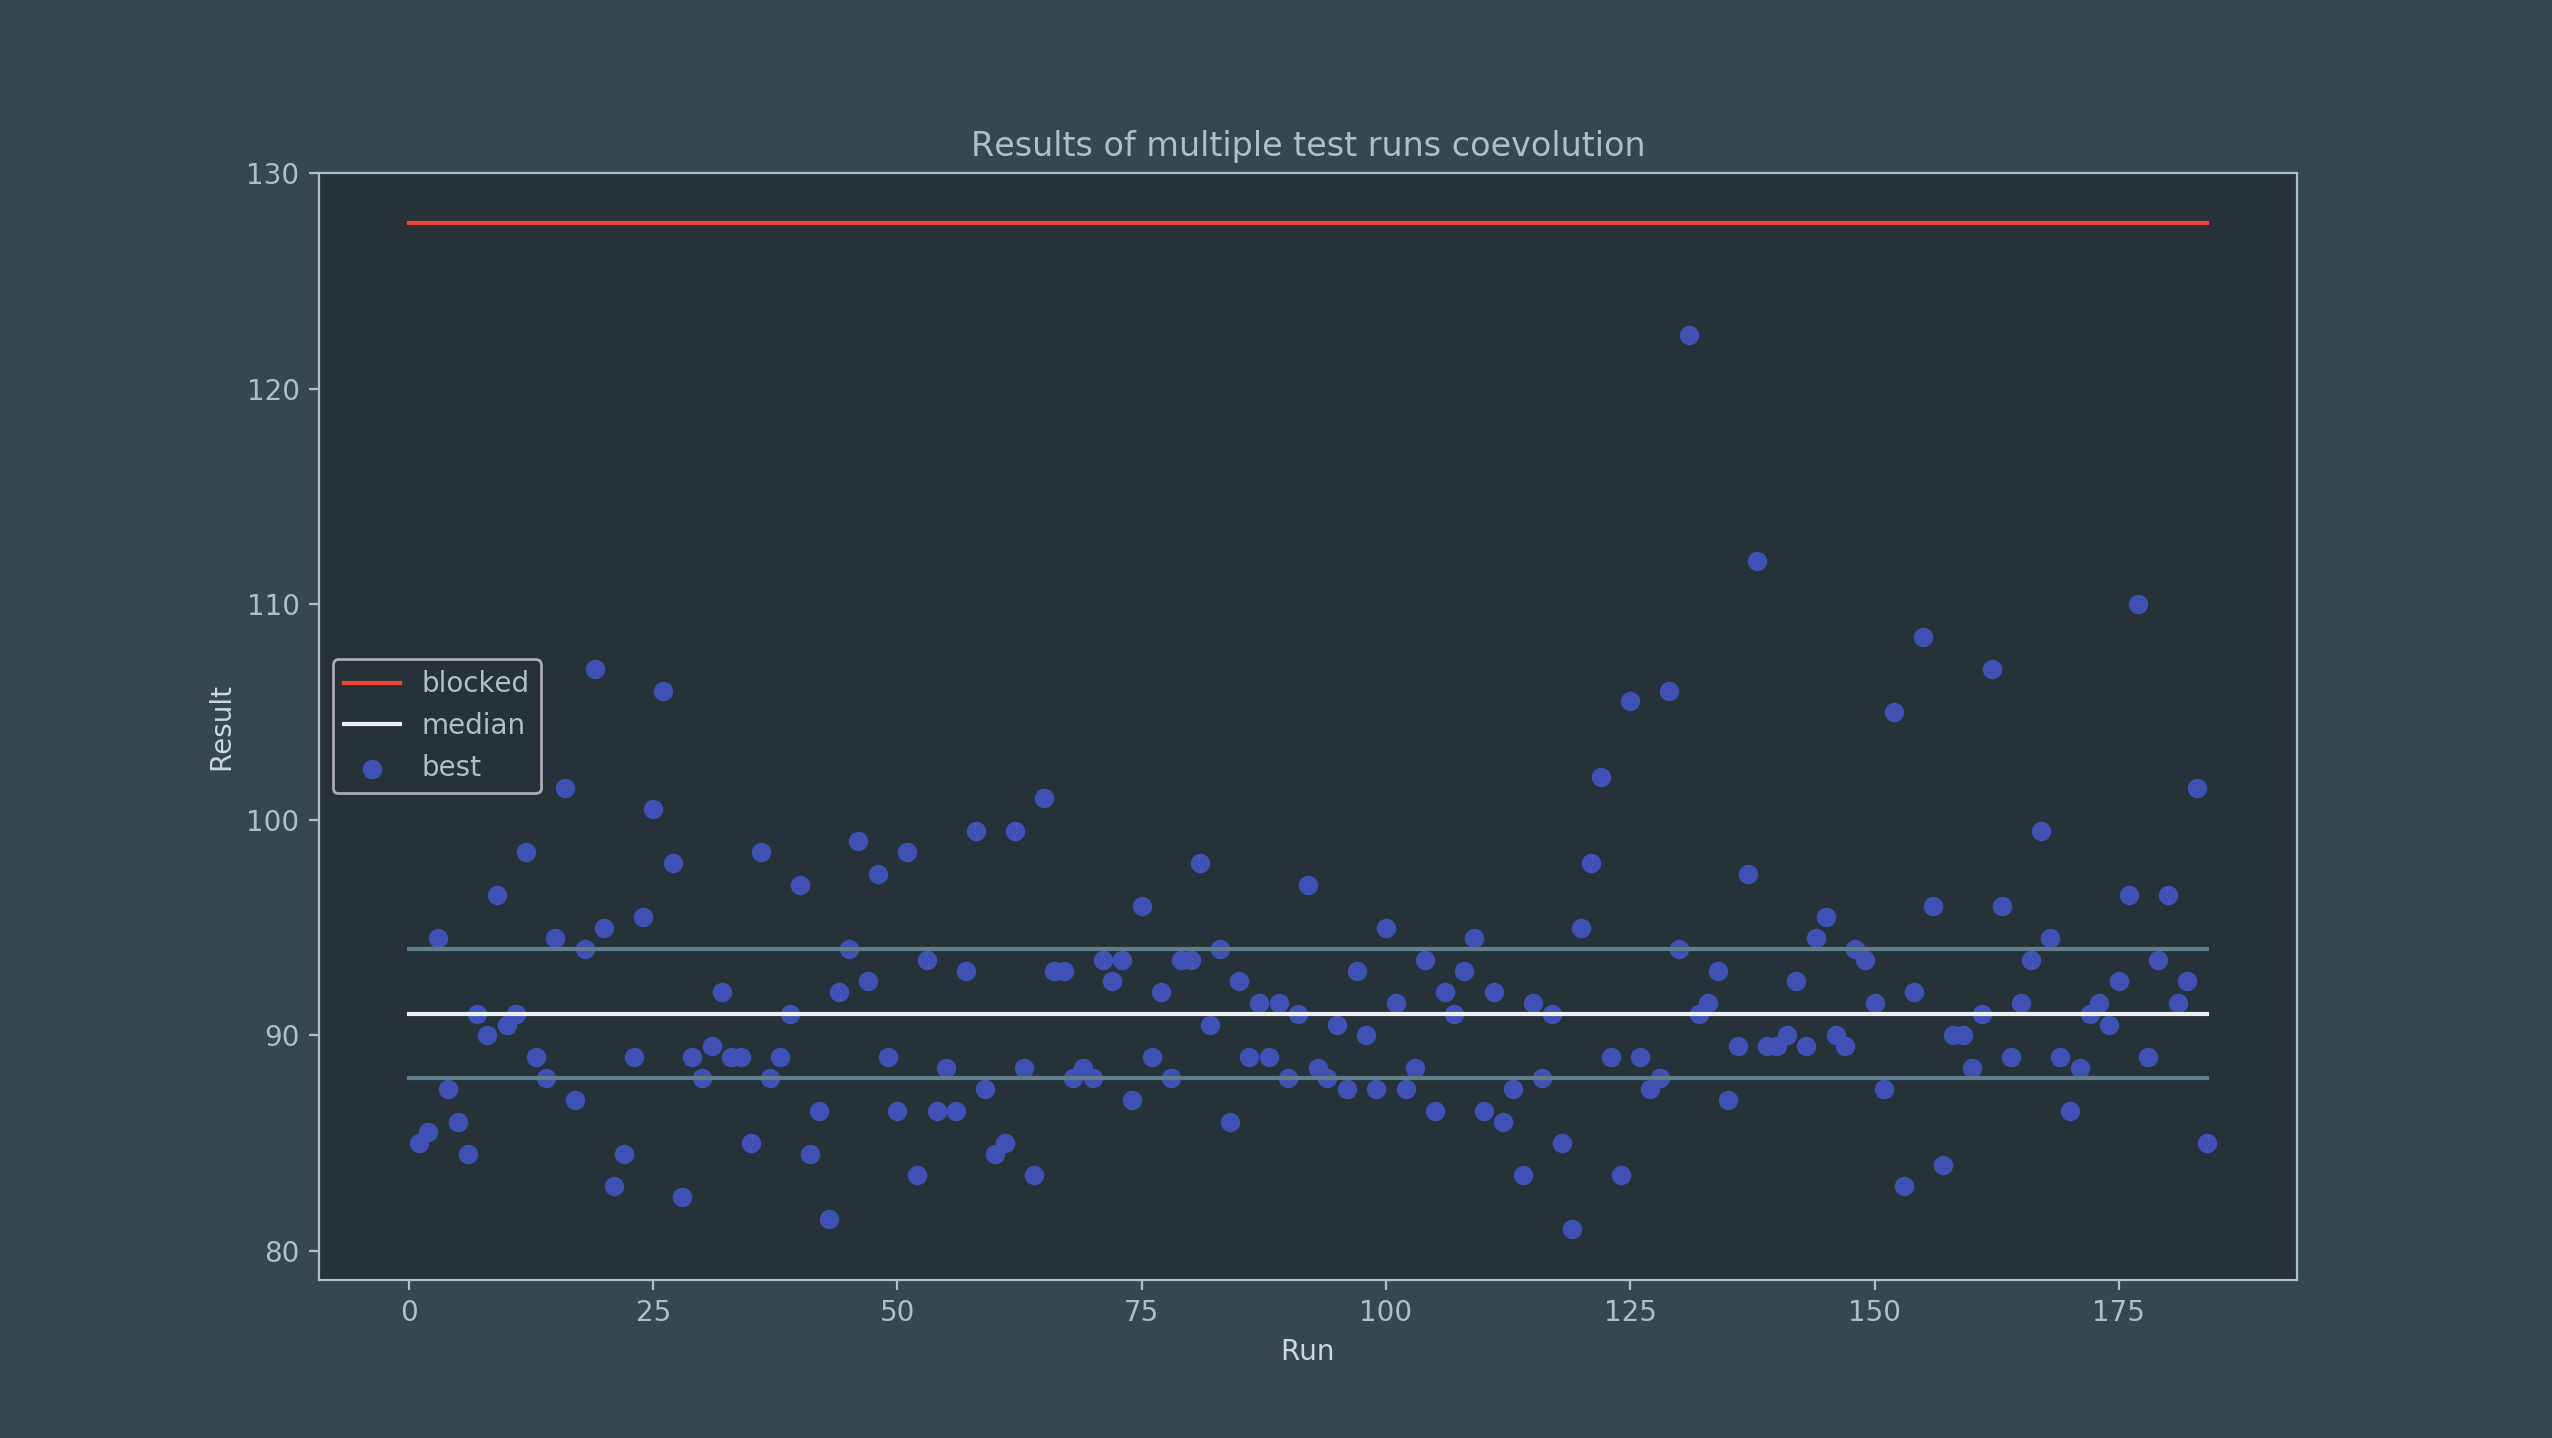 Results of multiple test runs coevolution
130
120
110
100
90
80
Result
blocked
median
best
0 25 50 75 100 125 150 175
Run